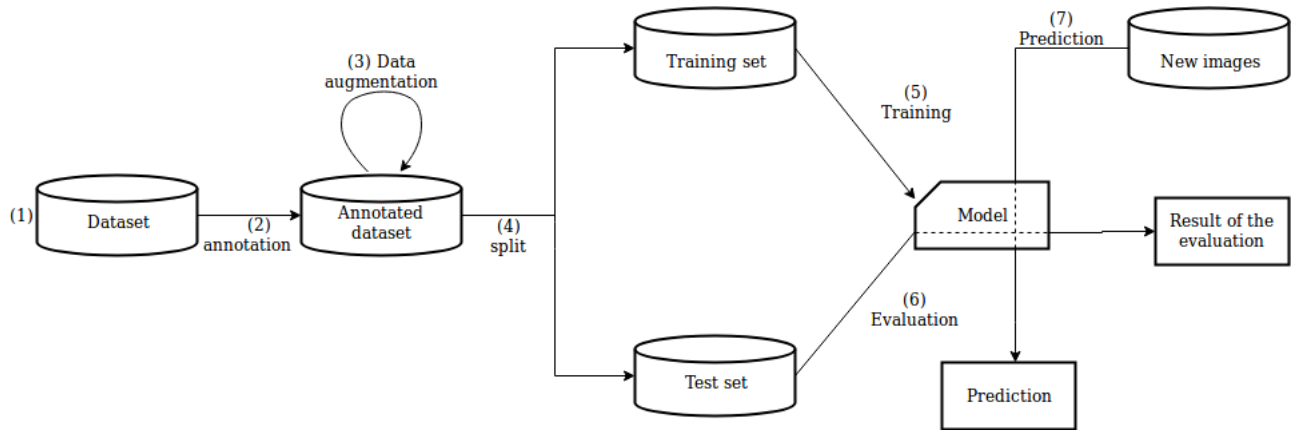 (1)
Dataset
(2)
annotation
(3) Data
augmentation
Annotated
dataset
(4)
split
Training set
Test set
(5)
Training
(6)
Evaluation
Model
(7)
Prediction
New images
Result of the
evaluation
Prediction